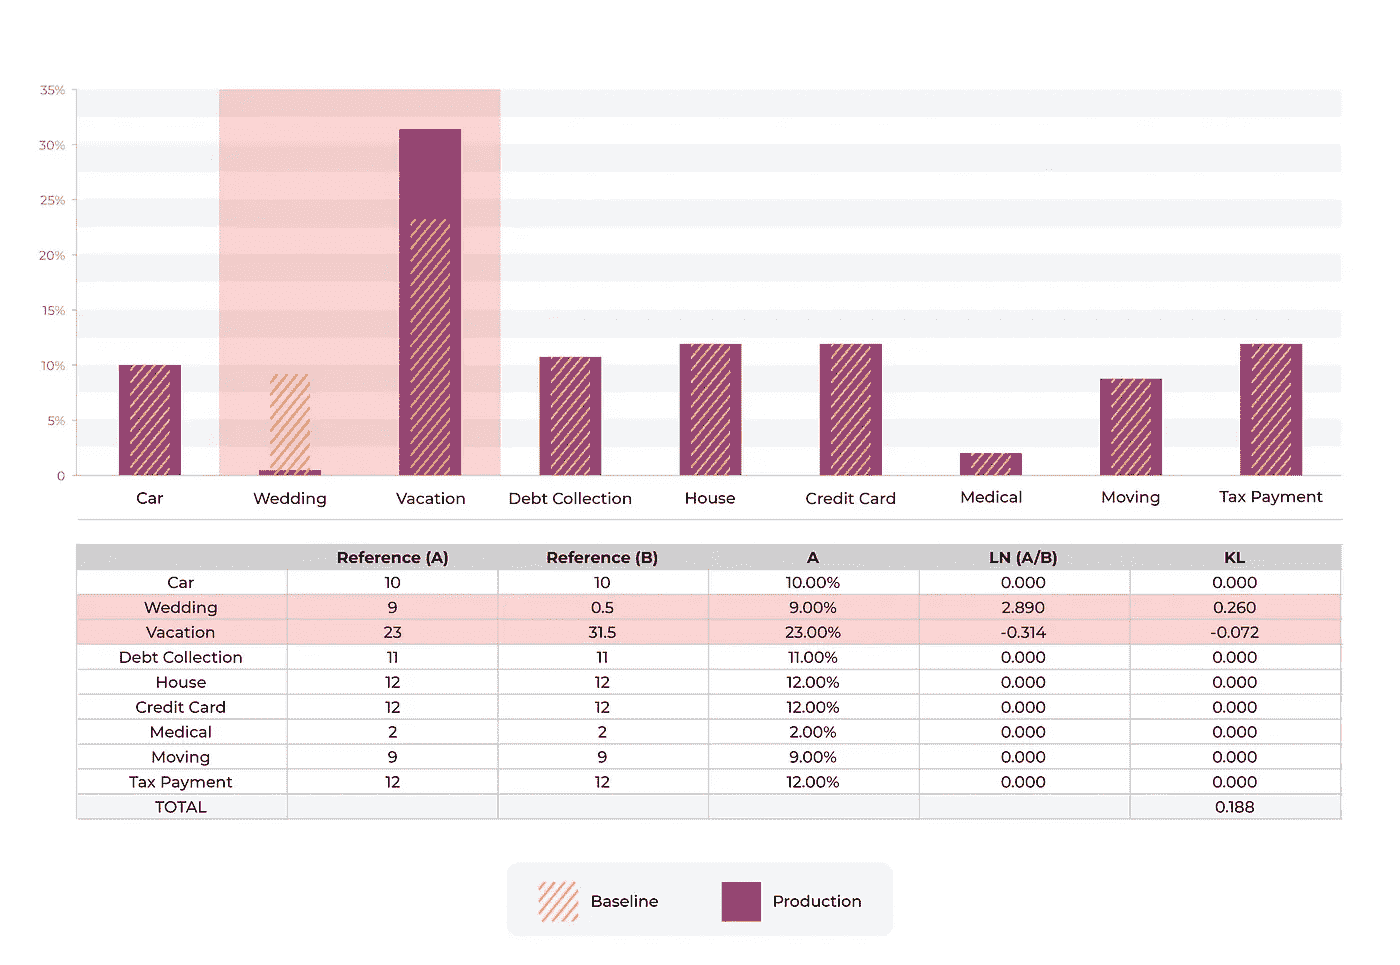 35%
30%
25%
20%
15%
10%
5%
0
Car Wedding Vacation Debt Collection House Credit Card Medical Moving Tax Payment
Reference (A) Reference (B) A LN (A/B) KL
Car 10 10 10.00% 0.000 0.000
Wedding 9 0.5 9.00% 2.890 0.260
Vacation 23 31.5 23.00% -0.314 -0.072
Debt Collection 11 11 11.00% 0.000 0.000
House 12 12 12.00% 0.000 0.000
Credit Card 12 12 12.00% 0.000 0.000
Medical 2 2 2.00% 0.000 0.000
Moving 9 9 9.00% 0.000 0.000
Tax Payment 12 12 12.00% 0.000 0.000
TOTAL 0.188
Baseline Production